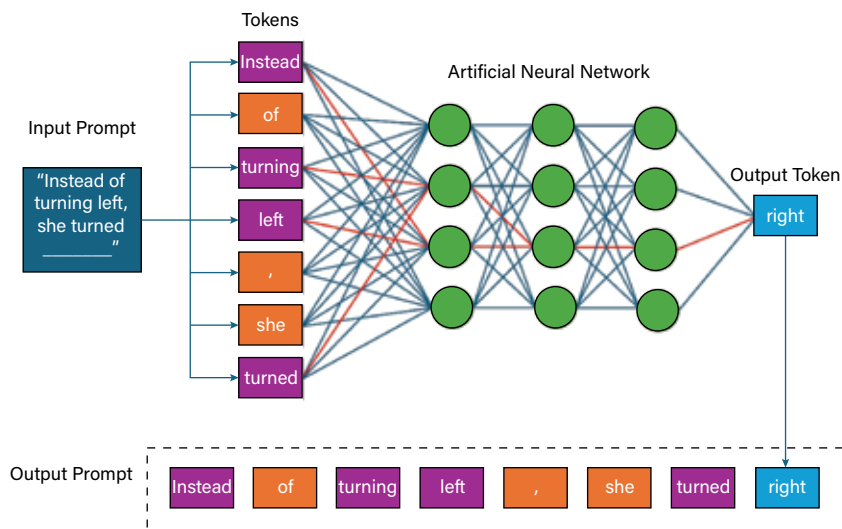 Tokens
Instead
Artificial Neural Network
of
Input Prompt
turning
“Instead of
turning left,
she turned
________”
left
Output Token
right
,
she
turned
Output Prompt
Instead
of
turning
left
,
she
turned
right